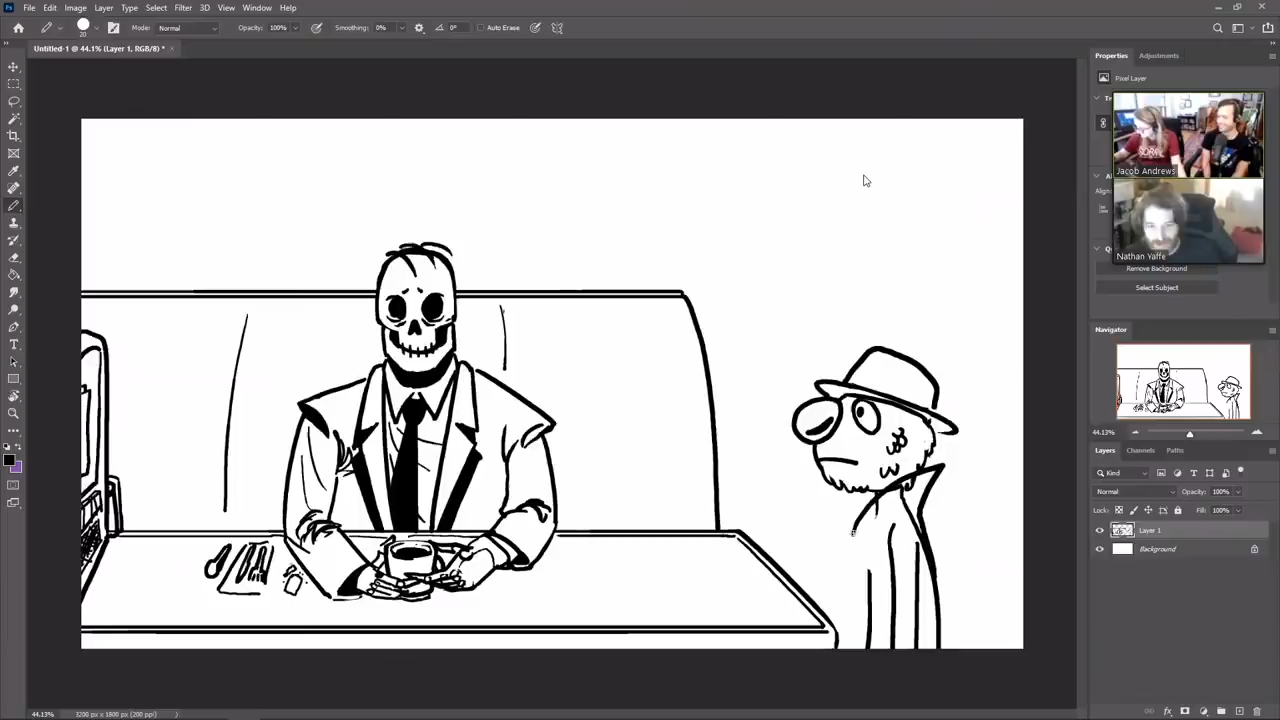 Ps File Edit Image Layer Type Select Filter 3D View Window Help
20 Mode: Normal Opacity: 100% Smoothing: 0% 0° Auto Erase
Untitled-1 @ 44.1% (Layer 1, RGB/8) * ×
Properties Adjustments
Pixel Layer
Jacob Andrews
Nathan Yaffe
Remove Background
Select Subject
Navigator
44.13%
Layers Channels Paths
Kind
Normal Opacity: 100%
Lock: Fill: 100%
Layer 1
Background
44.13% 3200 px x 1800 px (200 ppi)